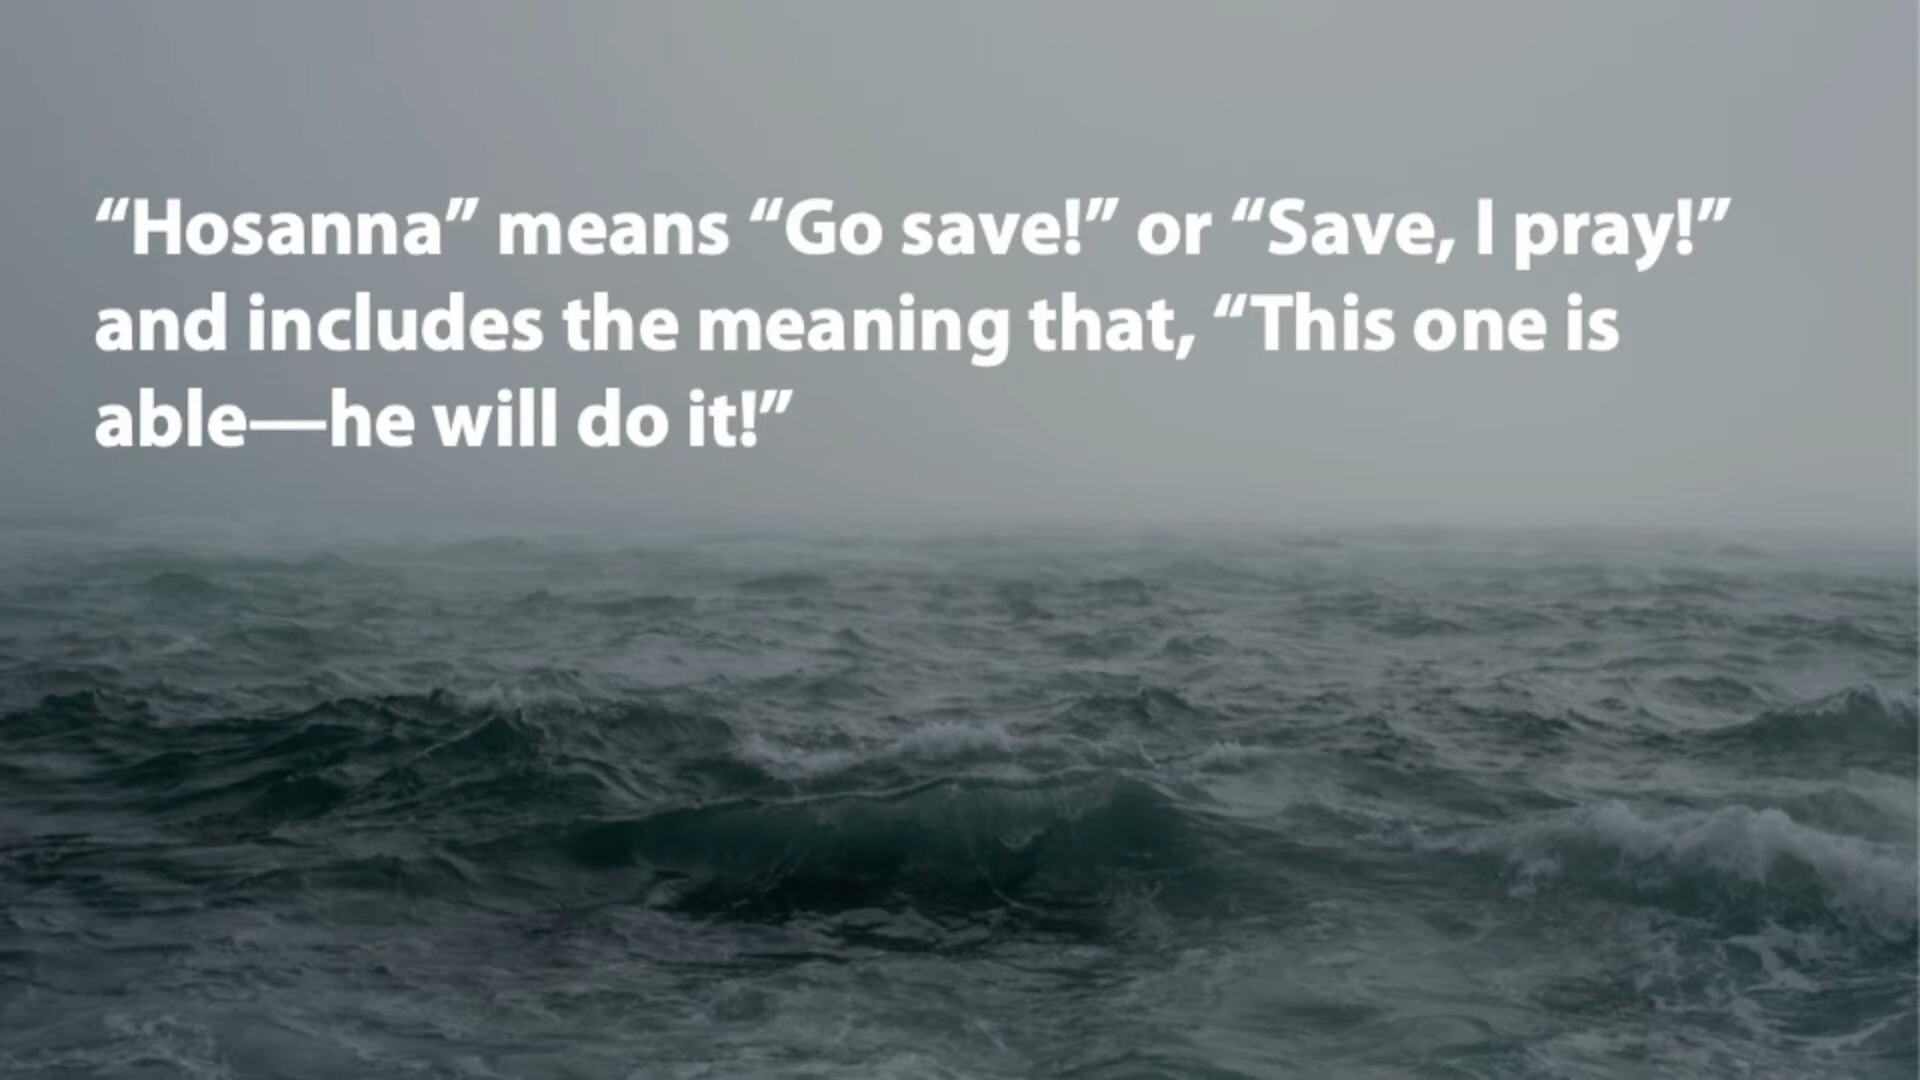 “Hosanna” means “Go save!” or “Save, I pray!”
and includes the meaning that, “This one is
able—he will do it!”